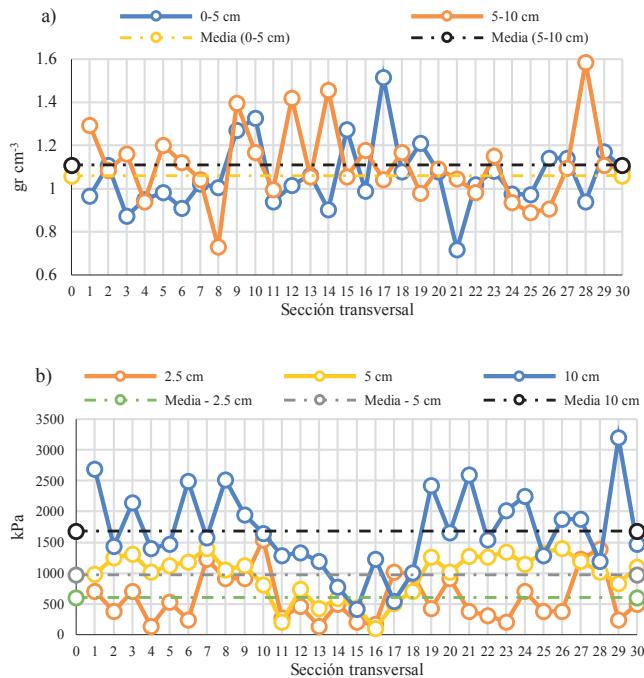 a)
0-5 cm 5-10 cm
Media (0-5 cm) Media (5-10 cm)
1.6
1.4
1.2
1
0.8
0.6
gr cm⁻³
0 1 2 3 4 5 6 7 8 9 10 11 12 13 14 15 16 17 18 19 20 21 22 23 24 25 26 27 28 29 30
Sección transversal
b)
2.5 cm 5 cm 10 cm
Media - 2.5 cm Media - 5 cm Media 10 cm
3500
3000
2500
2000
1500
1000
500
0
kPa
0 1 2 3 4 5 6 7 8 9 10 11 12 13 14 15 16 17 18 19 20 21 22 23 24 25 26 27 28 29 30
Sección transversal